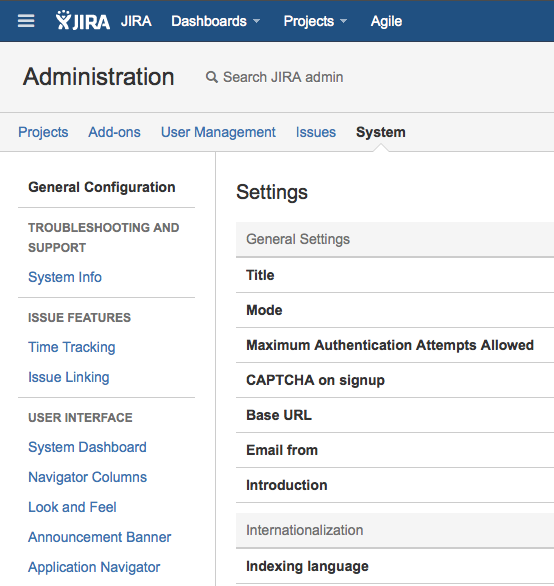 JIRA JIRA Dashboards Projects Agile
Administration Search JIRA admin
Projects Add-ons User Management Issues System
General Configuration
TROUBLESHOOTING AND
SUPPORT
System Info
ISSUE FEATURES
Time Tracking
Issue Linking
USER INTERFACE
System Dashboard
Navigator Columns
Look and Feel
Announcement Banner
Application Navigator
Settings
General Settings
Title
Mode
Maximum Authentication Attempts Allowed
CAPTCHA on signup
Base URL
Email from
Introduction
Internationalization
Indexing language